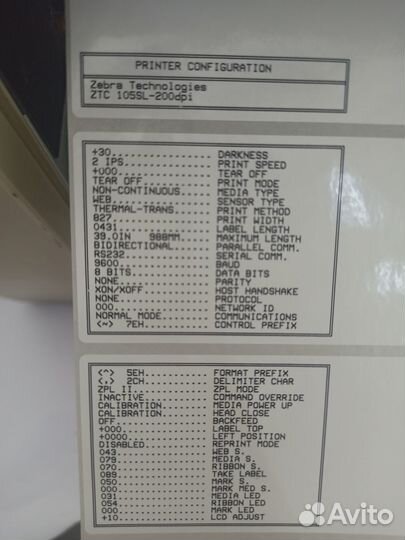 PRINTER CONFIGURATION
Zebra Technologies
ZTC 105SL-200dpi
+30................ DARKNESS
2 IPS.............. PRINT SPEED
+000............... TEAR OFF
TEAR OFF........... PRINT MODE
NON-CONTINUOUS..... MEDIA TYPE
WEB................ SENSOR TYPE
THERMAL-TRANS...... PRINT METHOD
827................ PRINT WIDTH
0431............... LABEL LENGTH
39.0IN 988MM....... MAXIMUM LENGTH
BIDIRECTIONAL...... PARALLEL COMM.
RS232.............. SERIAL COMM.
9600............... BAUD
8 BITS............. DATA BITS
NONE............... PARITY
XON/XOFF........... HOST HANDSHAKE
NONE............... PROTOCOL
000................ NETWORK ID
NORMAL MODE........ COMMUNICATIONS
<~> 7EH............ CONTROL PREFIX
<^> 5EH............ FORMAT PREFIX
<,> 2CH............ DELIMITER CHAR
ZPL II............. ZPL MODE
INACTIVE........... COMMAND OVERRIDE
CALIBRATION........ MEDIA POWER UP
CALIBRATION........ HEAD CLOSE
OFF................ BACKFEED
+000............... LABEL TOP
+0000.............. LEFT POSITION
DISABLED........... REPRINT MODE
043................ WEB S.
079................ MEDIA S.
070................ RIBBON S.
089................ TAKE LABEL
050................ MARK S.
000................ MARK MED S.
031................ MEDIA LED
054................ RIBBON LED
000................ MARK LED
+10................ LCD ADJUST
Avito